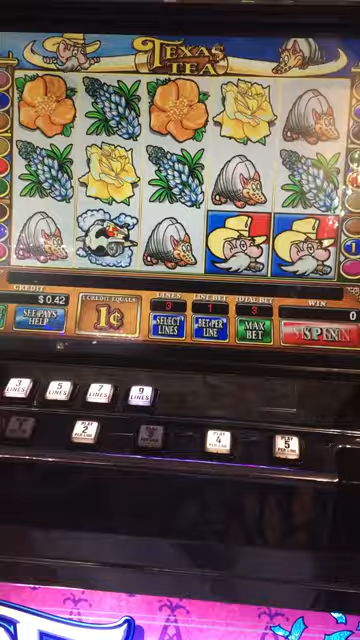 TEXAS
TEA
CREDIT
$0.42
SEE PAYS
HELP
1 CREDIT EQUALS
1¢
LINES
3
SELECT
LINES
LINE BET
1
BET PER
LINE
TOTAL BET
3
MAX
BET
WIN
0
SPIN
3
LINES
5
LINES
7
LINES
9
LINES
PLAY
2
PER LINE
PLAY
4
PER LINE
PLAY
5
PER LINE